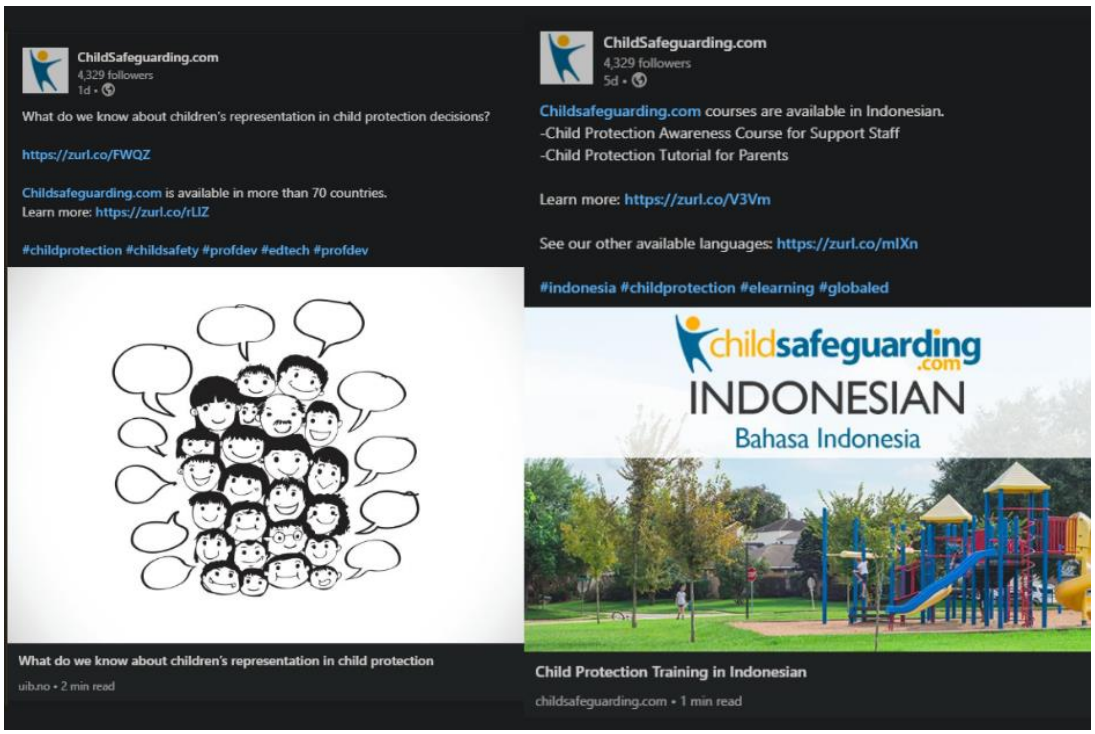 ChildSafeguarding.com
4,329 followers
1d •
What do we know about children's representation in child protection decisions?
https://zurl.co/FWQZ
Childsafeguarding.com is available in more than 70 countries.
Learn more: https://zurl.co/rLIZ
#childprotection #childsafety #profdev #edtech #profdev
What do we know about children's representation in child protection
uib.no • 2 min read
ChildSafeguarding.com
4,329 followers
5d •
Childsafeguarding.com courses are available in Indonesian.
-Child Protection Awareness Course for Support Staff
-Child Protection Tutorial for Parents
Learn more: https://zurl.co/V3Vm
See our other available languages: https://zurl.co/mIXn
#indonesia #childprotection #elearning #globaled
childsafeguarding
.com
INDONESIAN
Bahasa Indonesia
Child Protection Training in Indonesian
childsafeguarding.com • 1 min read